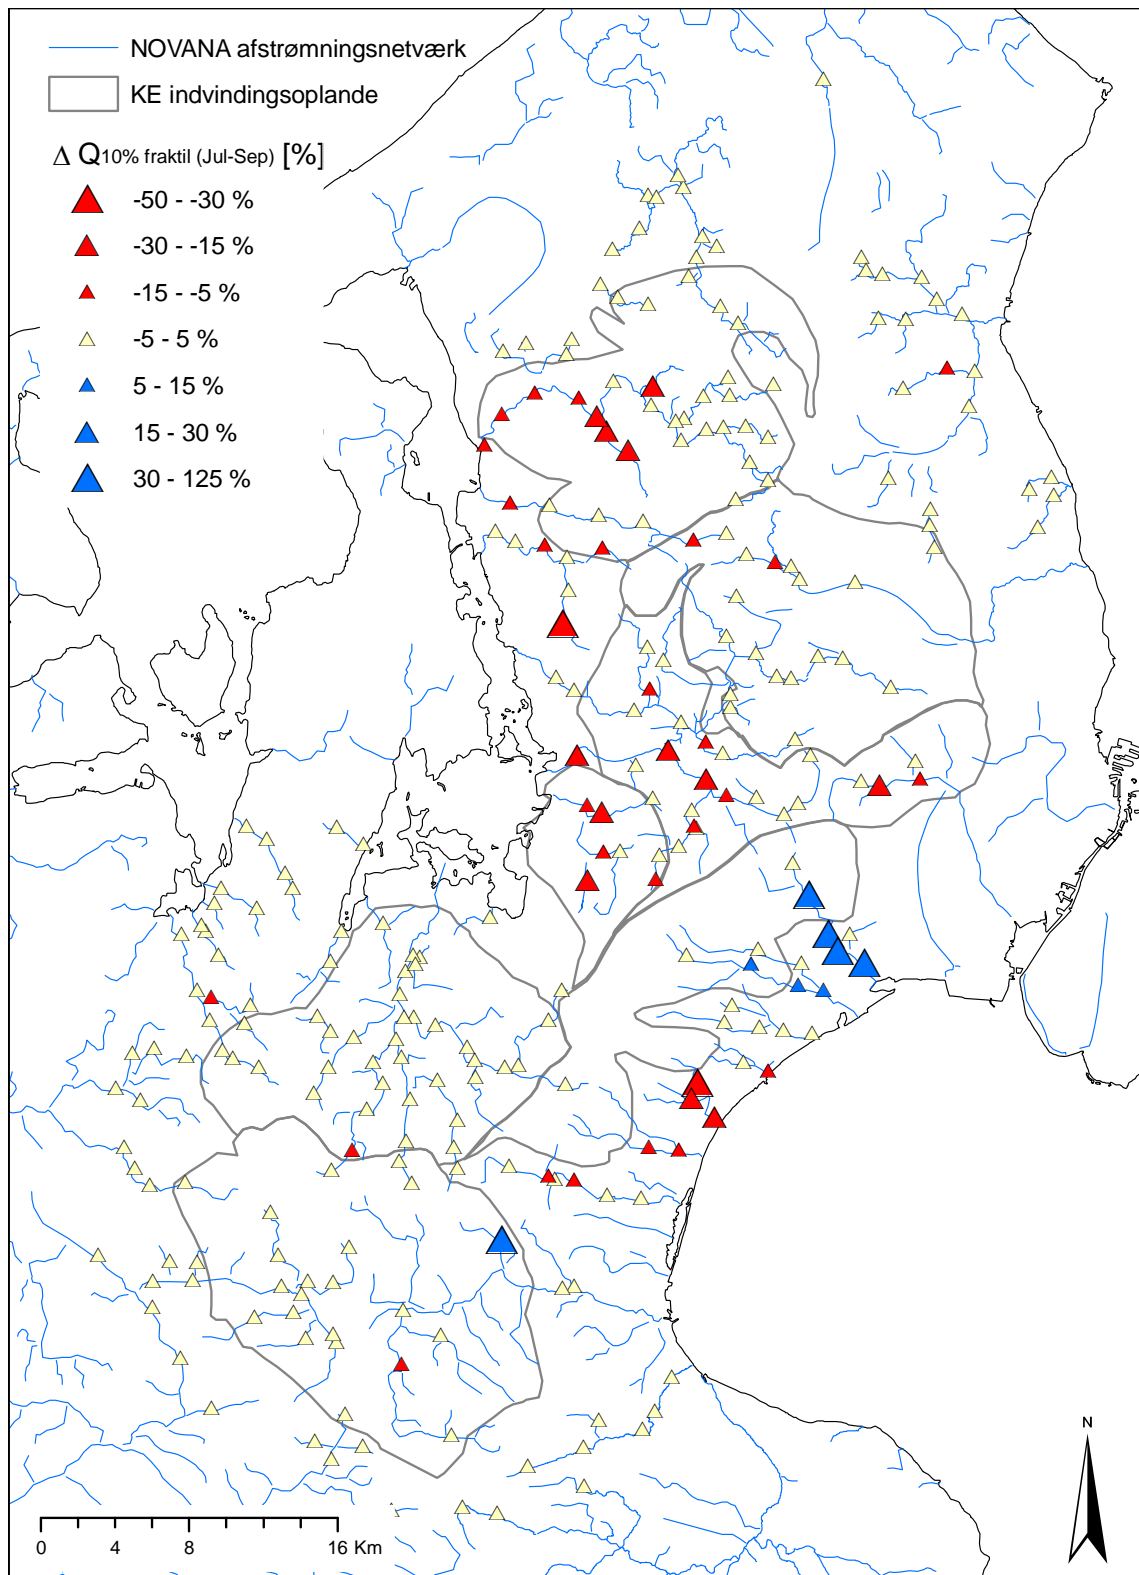 NOVANA afstrømningsnetværk
KE indvindingsoplande
Δ Q10% fraktil (Jul-Sep) [%]
-50 - -30 %
-30 - -15 %
-15 - -5 %
-5 - 5 %
5 - 15 %
15 - 30 %
30 - 125 %
N
0 4 8 16 Km